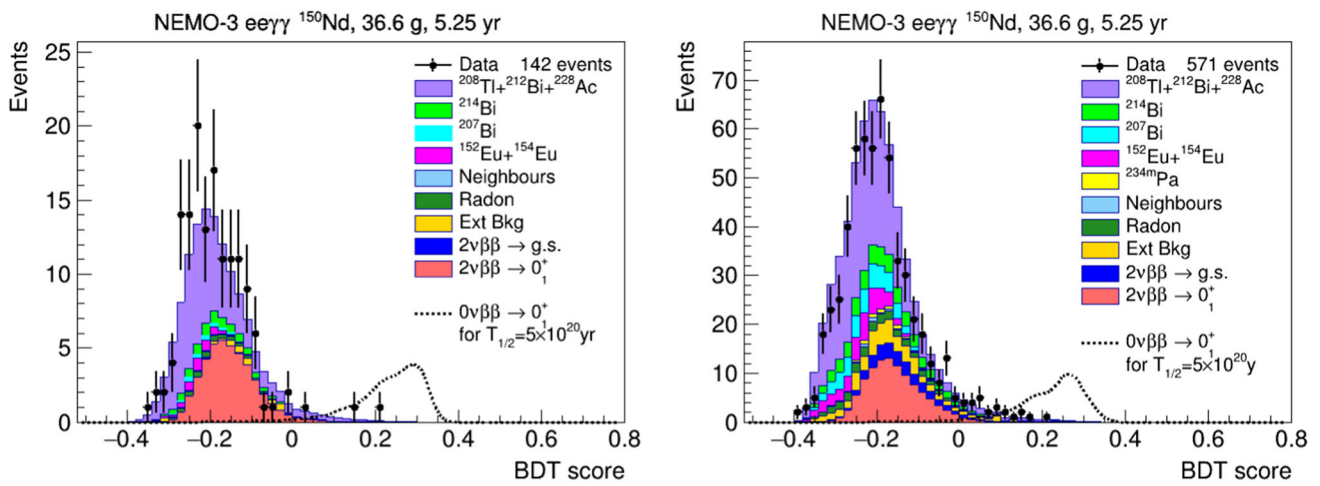 NEMO-3 eeγγ ¹⁵⁰Nd, 36.6 g, 5.25 yr
Events
25
20
15
10
5
0
Data 142 events
²⁰⁸Tl+²¹²Bi+²²⁸Ac
²¹⁴Bi
²⁰⁷Bi
¹⁵²Eu+¹⁵⁴Eu
Neighbours
Radon
Ext Bkg
2νββ → g.s.
2νββ → 0⁺₁
0νββ → 0⁺₁
for T₁/₂=5×10²⁰yr
−0.4 −0.2 0 0.2 0.4 0.6 0.8
BDT score
NEMO-3 eeγγ ¹⁵⁰Nd, 36.6 g, 5.25 yr
Events
70
60
50
40
30
20
10
0
Data 571 events
²⁰⁸Tl+²¹²Bi+²²⁸Ac
²¹⁴Bi
²⁰⁷Bi
¹⁵²Eu+¹⁵⁴Eu
²³⁴ᵐPa
Neighbours
Radon
Ext Bkg
2νββ → g.s.
2νββ → 0⁺₁
0νββ → 0⁺₁
for T₁/₂=5×10²⁰y
−0.4 −0.2 0 0.2 0.4 0.6 0.8
BDT score